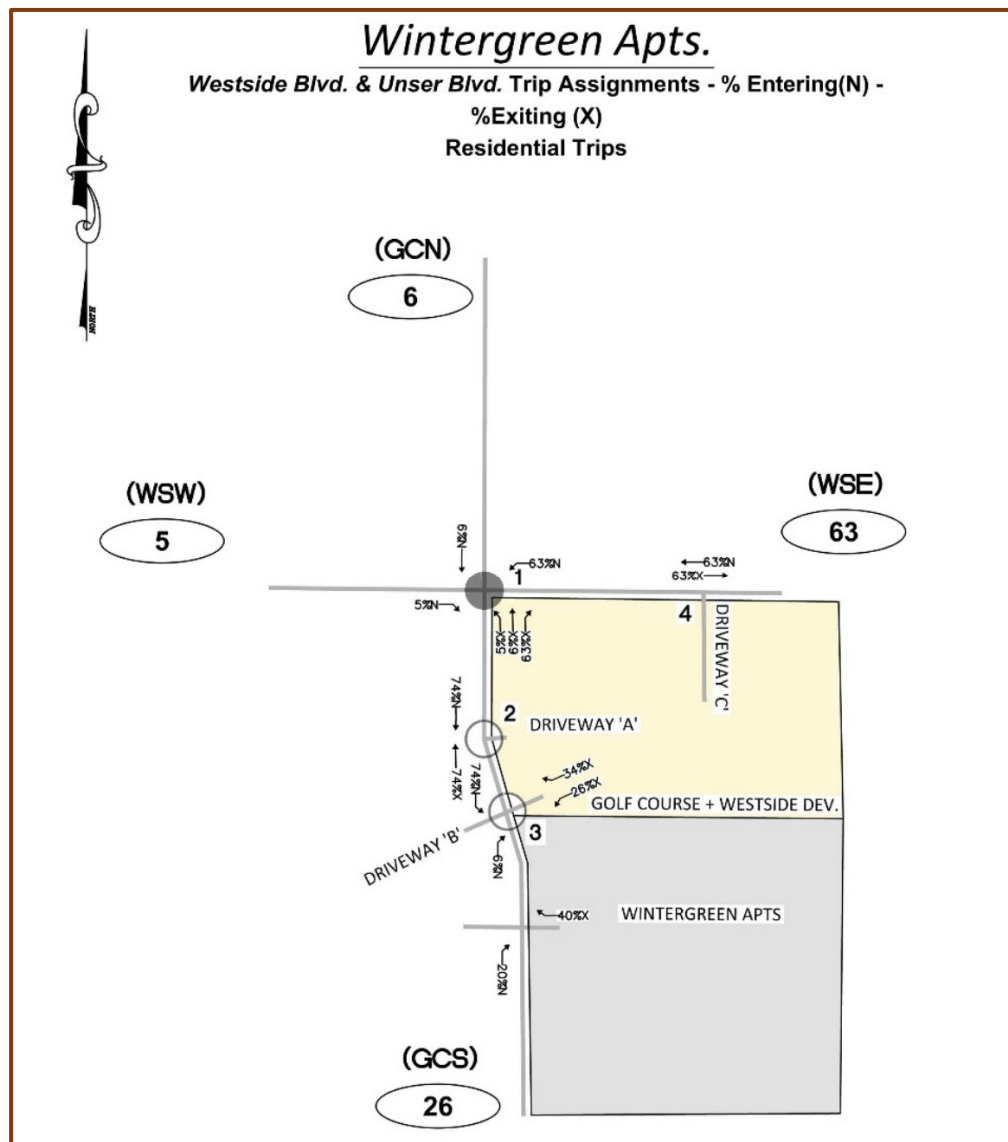 Wintergreen Apts.
Westside Blvd. & Unser Blvd. Trip Assignments - % Entering(N) -
%Exiting (X)
Residential Trips
NORTH
(GCN)
6
(WSW)
5
(WSE)
63
6%N
63%N
1
63%N
63%X
5%N
5%X
6%X
63%X
4
DRIVEWAY 'C'
74%N
2
DRIVEWAY 'A'
74%X
74%N
34%X
26%X
GOLF COURSE + WESTSIDE DEV.
DRIVEWAY 'B'
3
6%N
40%X
WINTERGREEN APTS
20%N
(GCS)
26